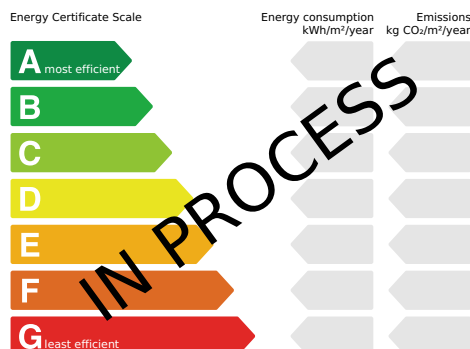 Energy Certificate Scale
Energy consumption
kWh/m²/year
Emissions
kg CO₂/m²/year
A most efficient
B
C
D
E
F
G least efficient
IN PROCESS